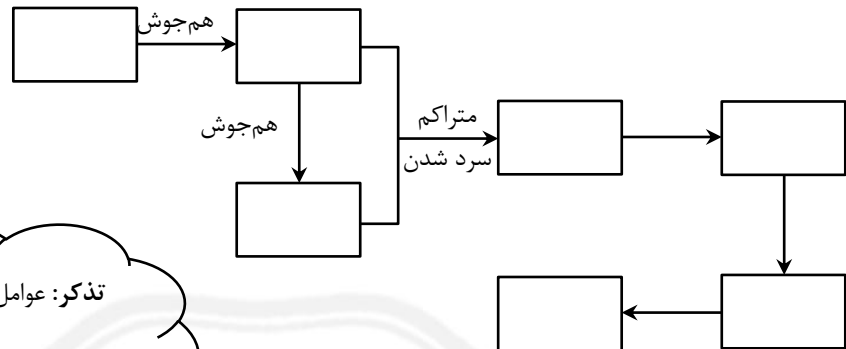 هم‌جوش
هم‌جوش
متراکم
سرد شدن
تذکر: عوامل